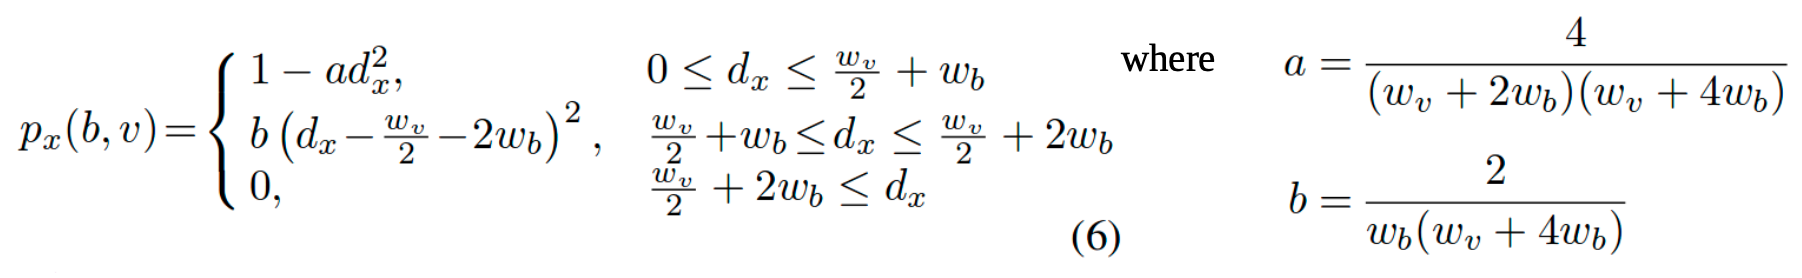 p_x(b, v) = { 1 − ad_x^2, 0 ≤ d_x ≤ w_v/2 + w_b
b (d_x − w_v/2 − 2w_b)^2 , w_v/2 + w_b ≤ d_x ≤ w_v/2 + 2w_b
0, w_v/2 + 2w_b ≤ d_x
(6)
where a = 4/((w_v + 2w_b)(w_v + 4w_b))
b = 2/(w_b(w_v + 4w_b))